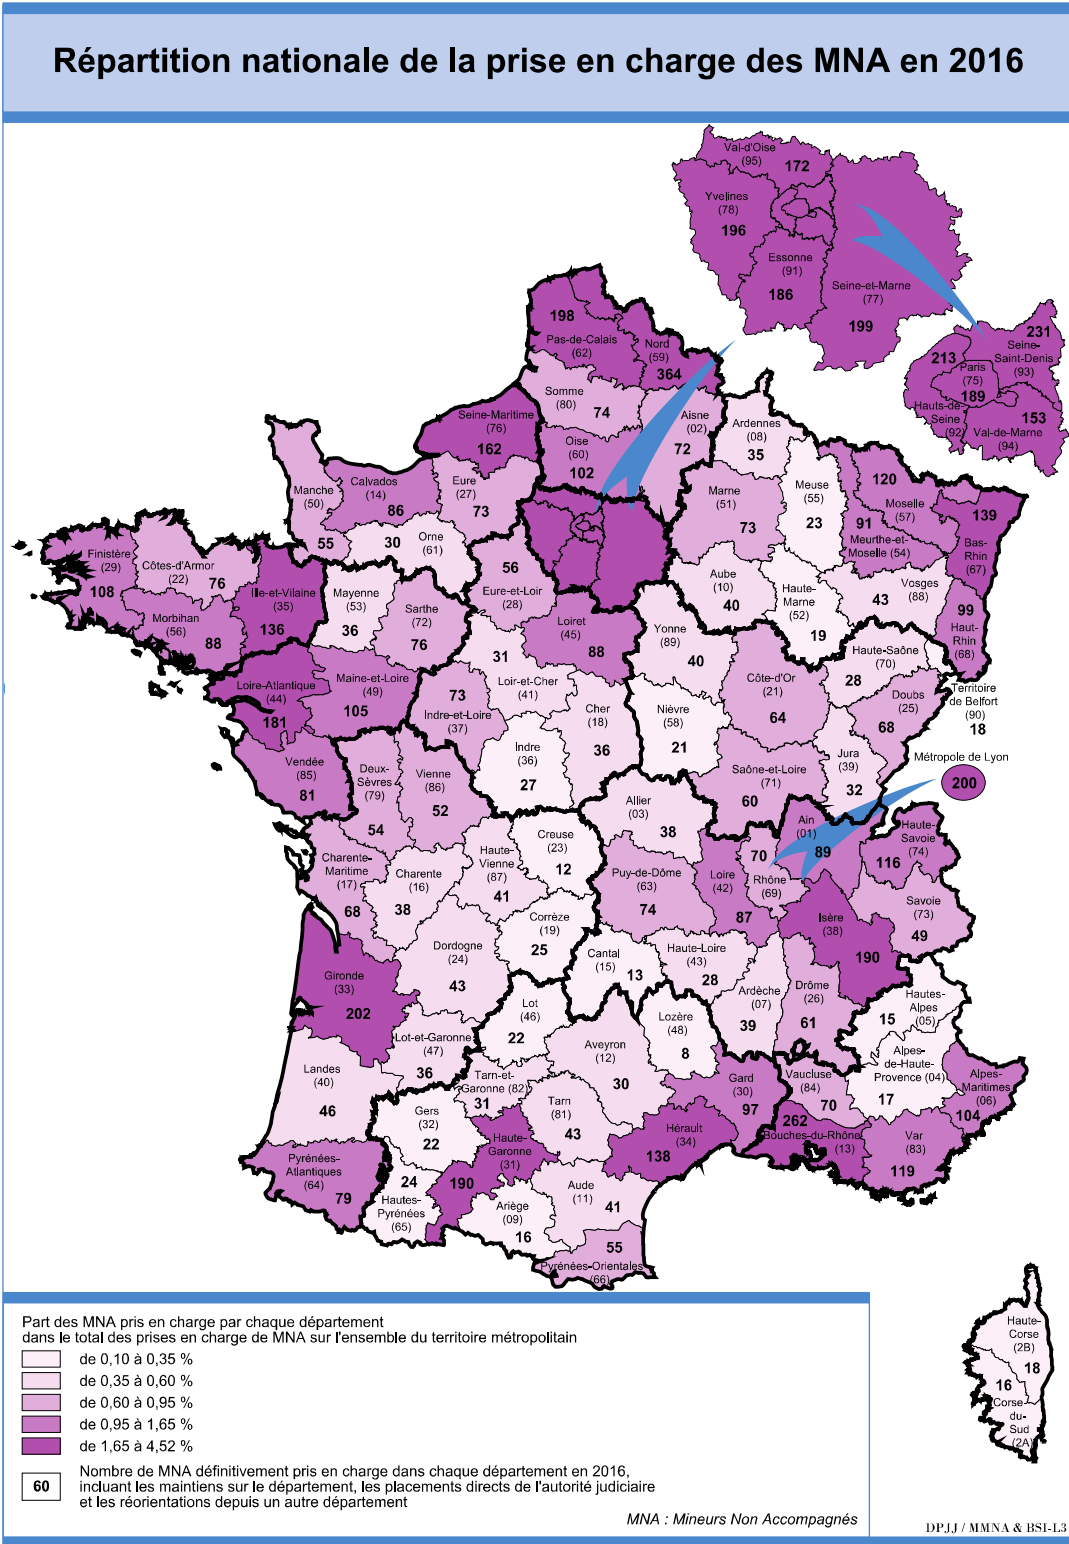 Répartition nationale de la prise en charge des MNA en 2016
Val-d'Oise
(95)
172
Yvelines
(78)
196
Essonne
(91)
186
Seine-et-Marne
(77)
199
231
Seine-
Saint-Denis
(93)
213
Paris
(75)
189
Hauts-de-
Seine
(92)
153
Val-de-Marne
(94)
198
Pas-de-Calais
(62)
Nord
(59)
364
Somme
(80)
74
Aisne
(02)
72
Seine-Maritime
(76)
162
Oise
(60)
102
Ardennes
(08)
35
Manche
(50)
55
Calvados
(14)
86
Eure
(27)
73
Orne
(61)
30
Marne
(51)
73
Meuse
(55)
23
120
Moselle
(57)
91
Meurthe-et-
Moselle (54)
139
Bas-
Rhin
(67)
Finistère
(29)
108
Côtes-d'Armor
(22)
76
Ille-et-Vilaine
(35)
136
Morbihan
(56)
88
Mayenne
(53)
36
Sarthe
(72)
76
56
Eure-et-Loir
(28)
Loiret
(45)
88
Aube
(10)
40
Haute-
Marne
(52)
19
Vosges
(88)
43
99
Haut-
Rhin
(68)
Yonne
(89)
40
Haute-Saône
(70)
28
Territoire
de Belfort
(90)
18
Loire-Atlantique
(44)
181
Maine-et-Loire
(49)
105
31
Loir-et-Cher
(41)
73
Indre-et-Loire
(37)
Cher
(18)
36
Indre
(36)
27
Nièvre
(58)
21
Côte-d'Or
(21)
64
Doubs
(25)
68
Jura
(39)
32
Saône-et-Loire
(71)
60
Métropole de Lyon
200
Vendée
(85)
81
Deux-
Sèvres
(79)
54
Vienne
(86)
52
Allier
(03)
38
Ain
(01)
89
Haute-
Savoie
(74)
116
Charente-
Maritime
(17)
68
Charente
(16)
38
Haute-
Vienne
(87)
41
Creuse
(23)
12
Puy-de-Dôme
(63)
74
Loire
(42)
87
70
Rhône
(69)
Isère
(38)
190
Savoie
(73)
49
Corrèze
(19)
25
Dordogne
(24)
43
Cantal
(15)
13
Haute-Loire
(43)
28
Ardèche
(07)
39
Drôme
(26)
61
Hautes-
Alpes
(05)
15
Gironde
(33)
202
Lot
(46)
22
Lot-et-Garonne
(47)
36
Aveyron
(12)
30
Lozère
(48)
8
Alpes-
de-Haute-
Provence (04)
17
Alpes-
Maritimes
(06)
104
Landes
(40)
46
Tarn-et-
Garonne (82)
31
Tarn
(81)
43
Gard
(30)
97
Vaucluse
(84)
70
262
Bouches-du-Rhône
(13)
Var
(83)
119
Gers
(32)
22
Haute-
Garonne
(31)
190
Hérault
(34)
138
Pyrénées-
Atlantiques
(64)
79
24
Hautes-
Pyrénées
(65)
Ariège
(09)
16
Aude
(11)
41
55
Pyrénées-Orientales
(66)
Haute-
Corse
(2B)
18
16
Corse-
du-
Sud
(2A)
Part des MNA pris en charge par chaque département
dans le total des prises en charge de MNA sur l'ensemble du territoire métropolitain
de 0,10 à 0,35 %
de 0,35 à 0,60 %
de 0,60 à 0,95 %
de 0,95 à 1,65 %
de 1,65 à 4,52 %
60
Nombre de MNA définitivement pris en charge dans chaque département en 2016,
incluant les maintiens sur le département, les placements directs de l'autorité judiciaire
et les réorientations depuis un autre département
MNA : Mineurs Non Accompagnés
DPJJ / MMNA & BSI-L3